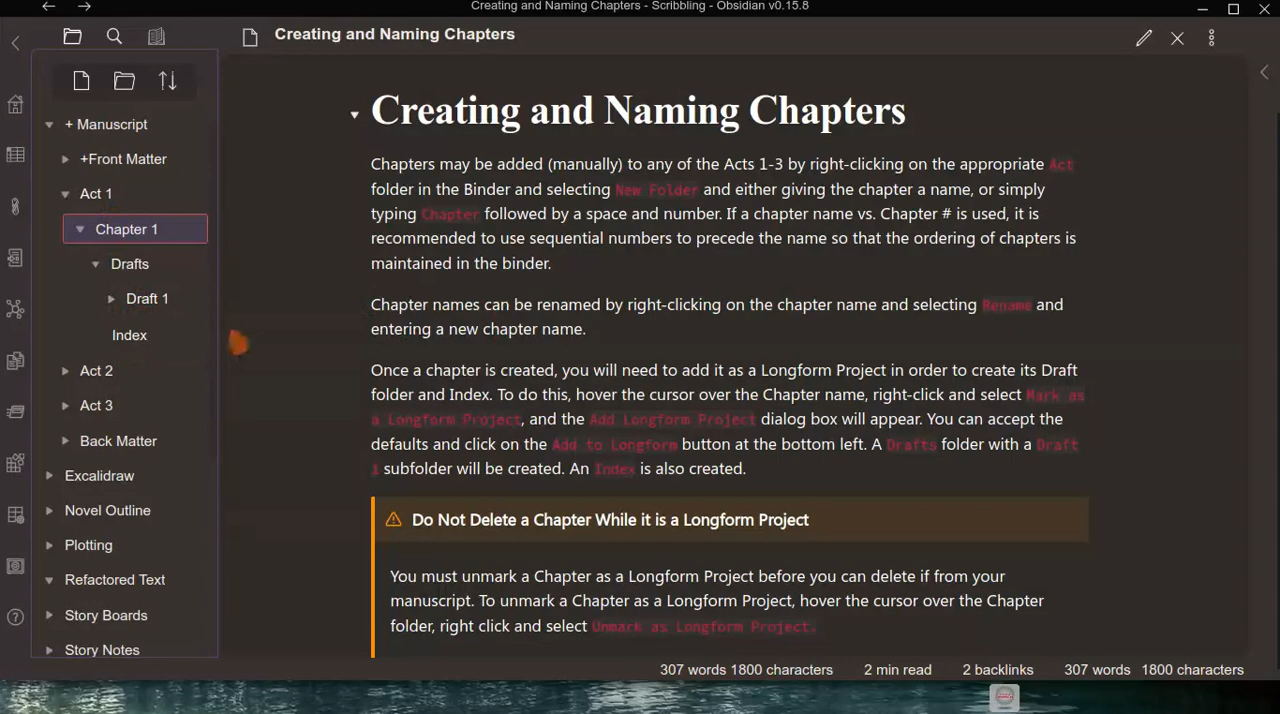 Creating and Naming Chapters - Scribbling - Obsidian v0.15.8
Creating and Naming Chapters
+ Manuscript
+Front Matter
Act 1
Chapter 1
Drafts
Draft 1
Index
Act 2
Act 3
Back Matter
Excalidraw
Novel Outline
Plotting
Refactored Text
Story Boards
Story Notes
Creating and Naming Chapters
Chapters may be added (manually) to any of the Acts 1-3 by right-clicking on the appropriate Act
folder in the Binder and selecting New Folder and either giving the chapter a name, or simply
typing Chapter followed by a space and number. If a chapter name vs. Chapter # is used, it is
recommended to use sequential numbers to precede the name so that the ordering of chapters is
maintained in the binder.
Chapter names can be renamed by right-clicking on the chapter name and selecting Rename and
entering a new chapter name.
Once a chapter is created, you will need to add it as a Longform Project in order to create its Draft
folder and Index. To do this, hover the cursor over the Chapter name, right-click and select Mark as
a Longform Project, and the Add Longform Project dialog box will appear. You can accept the
defaults and click on the Add to Longform button at the bottom left. A Drafts folder with a Draft
1 subfolder will be created. An Index is also created.
Do Not Delete a Chapter While it is a Longform Project
You must unmark a Chapter as a Longform Project before you can delete if from your
manuscript. To unmark a Chapter as a Longform Project, hover the cursor over the Chapter
folder, right click and select Unmark as Longform Project.
307 words 1800 characters
2 min read
2 backlinks
307 words
1800 characters